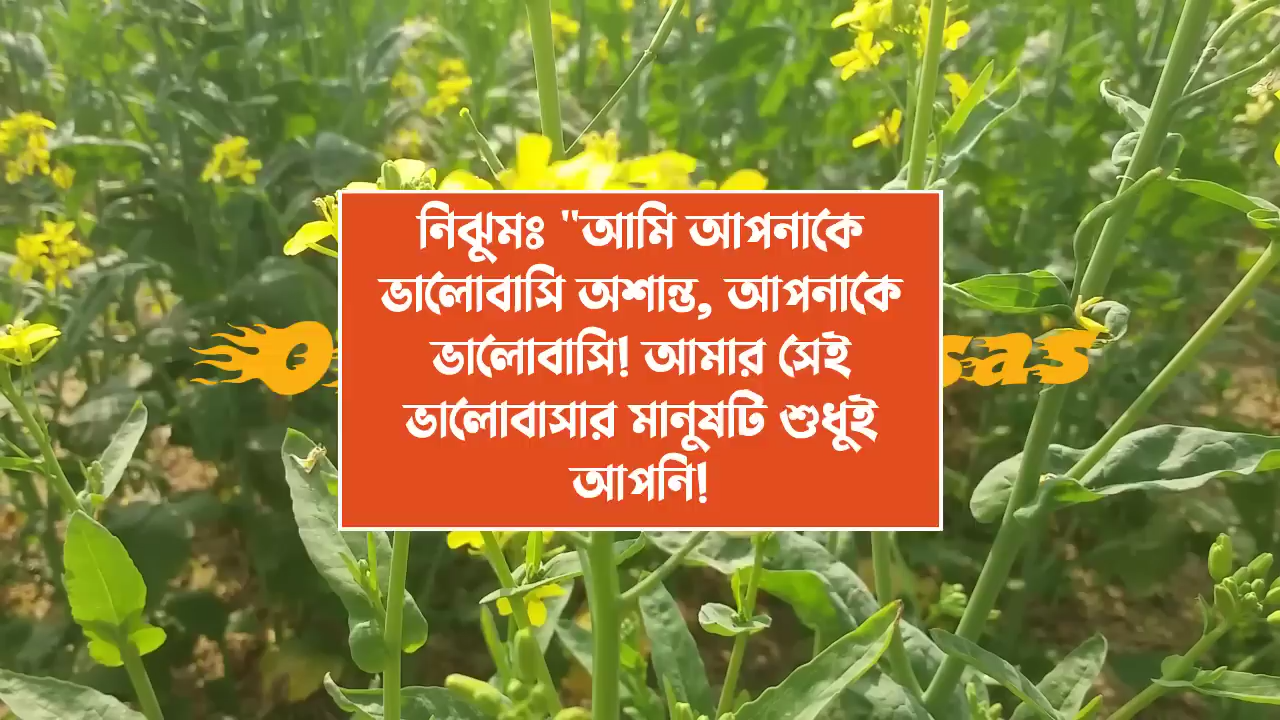 নিঝুমঃ "আমি আপনাকে
ভালোবাসি অশান্ত, আপনাকে
ভালোবাসি! আমার সেই
ভালোবাসার মানুষটি শুধুই
আপনি!